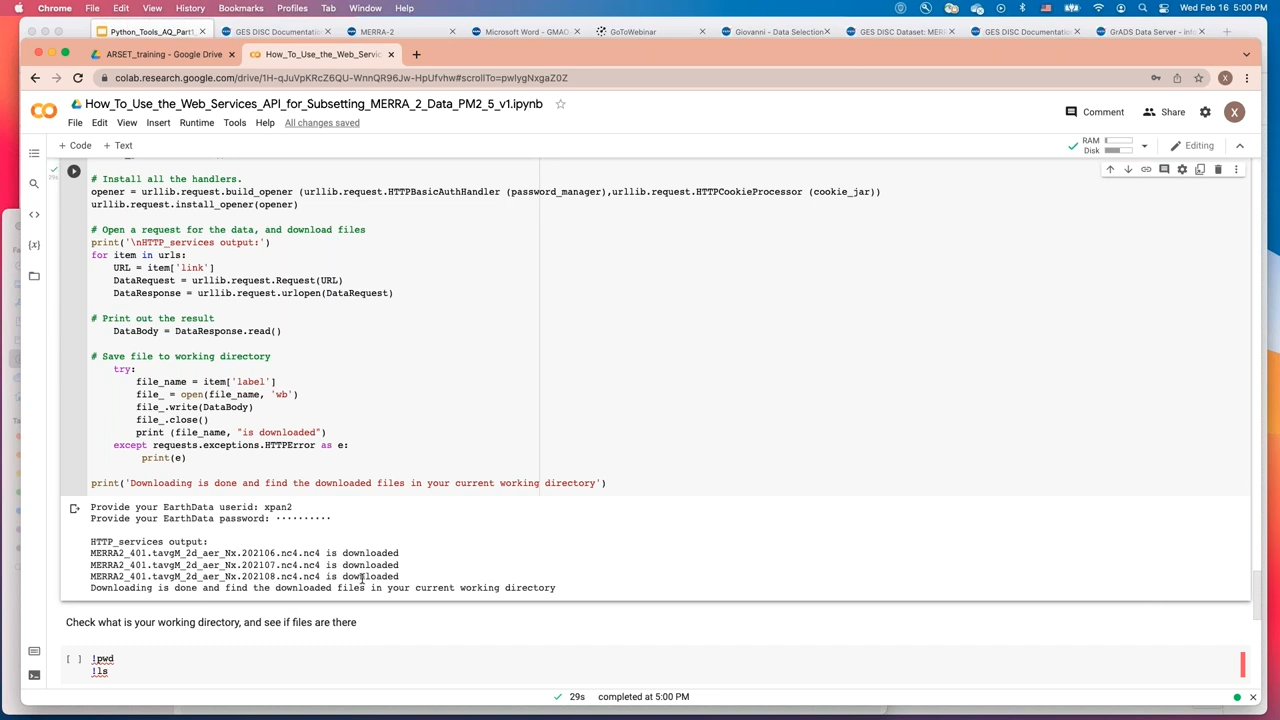 Chrome File Edit View History Bookmarks Profiles Tab Window Help Wed Feb 16 5:00 PM
Python_Tools_AQ_Part1_ GES DISC Documentati MERRA-2 Microsoft Word - GMAO- GoToWebinar Giovanni - Data Selection GES DISC Dataset: MER GES DISC Documentati GrADS Data Server - info
ARSET_training - Google Drive How_To_Use_the_Web_Servic
colab.research.google.com/drive/1H-qJuVpKRcZ6QU-WnnQR96Jw-HpUfvhw#scrollTo=pwIygNxgaZ0Z X
How_To_Use_the_Web_Services_API_for_Subsetting_MERRA_2_Data_PM2_5_v1.ipynb
Comment Share X
File Edit View Insert Runtime Tools Help All changes saved
+ Code + Text RAM Disk Editing
29s
# Install all the handlers.
opener = urllib.request.build_opener (urllib.request.HTTPBasicAuthHandler (password_manager),urllib.request.HTTPCookieProcessor (cookie_jar))
urllib.request.install_opener(opener)
# Open a request for the data, and download files
print('\nHTTP_services output:')
for item in urls:
URL = item['link']
DataRequest = urllib.request.Request(URL)
DataResponse = urllib.request.urlopen(DataRequest)
# Print out the result
DataBody = DataResponse.read()
# Save file to working directory
try:
file_name = item['label']
file_ = open(file_name, 'wb')
file_.write(DataBody)
file_.close()
print (file_name, "is downloaded")
except requests.exceptions.HTTPError as e:
print(e)
print('Downloading is done and find the downloaded files in your current working directory')
Provide your EarthData userid: xpan2
Provide your EarthData password: ··········
HTTP_services output:
MERRA2_401.tavgM_2d_aer_Nx.202106.nc4.nc4 is downloaded
MERRA2_401.tavgM_2d_aer_Nx.202107.nc4.nc4 is downloaded
MERRA2_401.tavgM_2d_aer_Nx.202108.nc4.nc4 is downloaded
Downloading is done and find the downloaded files in your current working directory
Check what is your working directory, and see if files are there
[ ] !pwd
!ls
29s completed at 5:00 PM